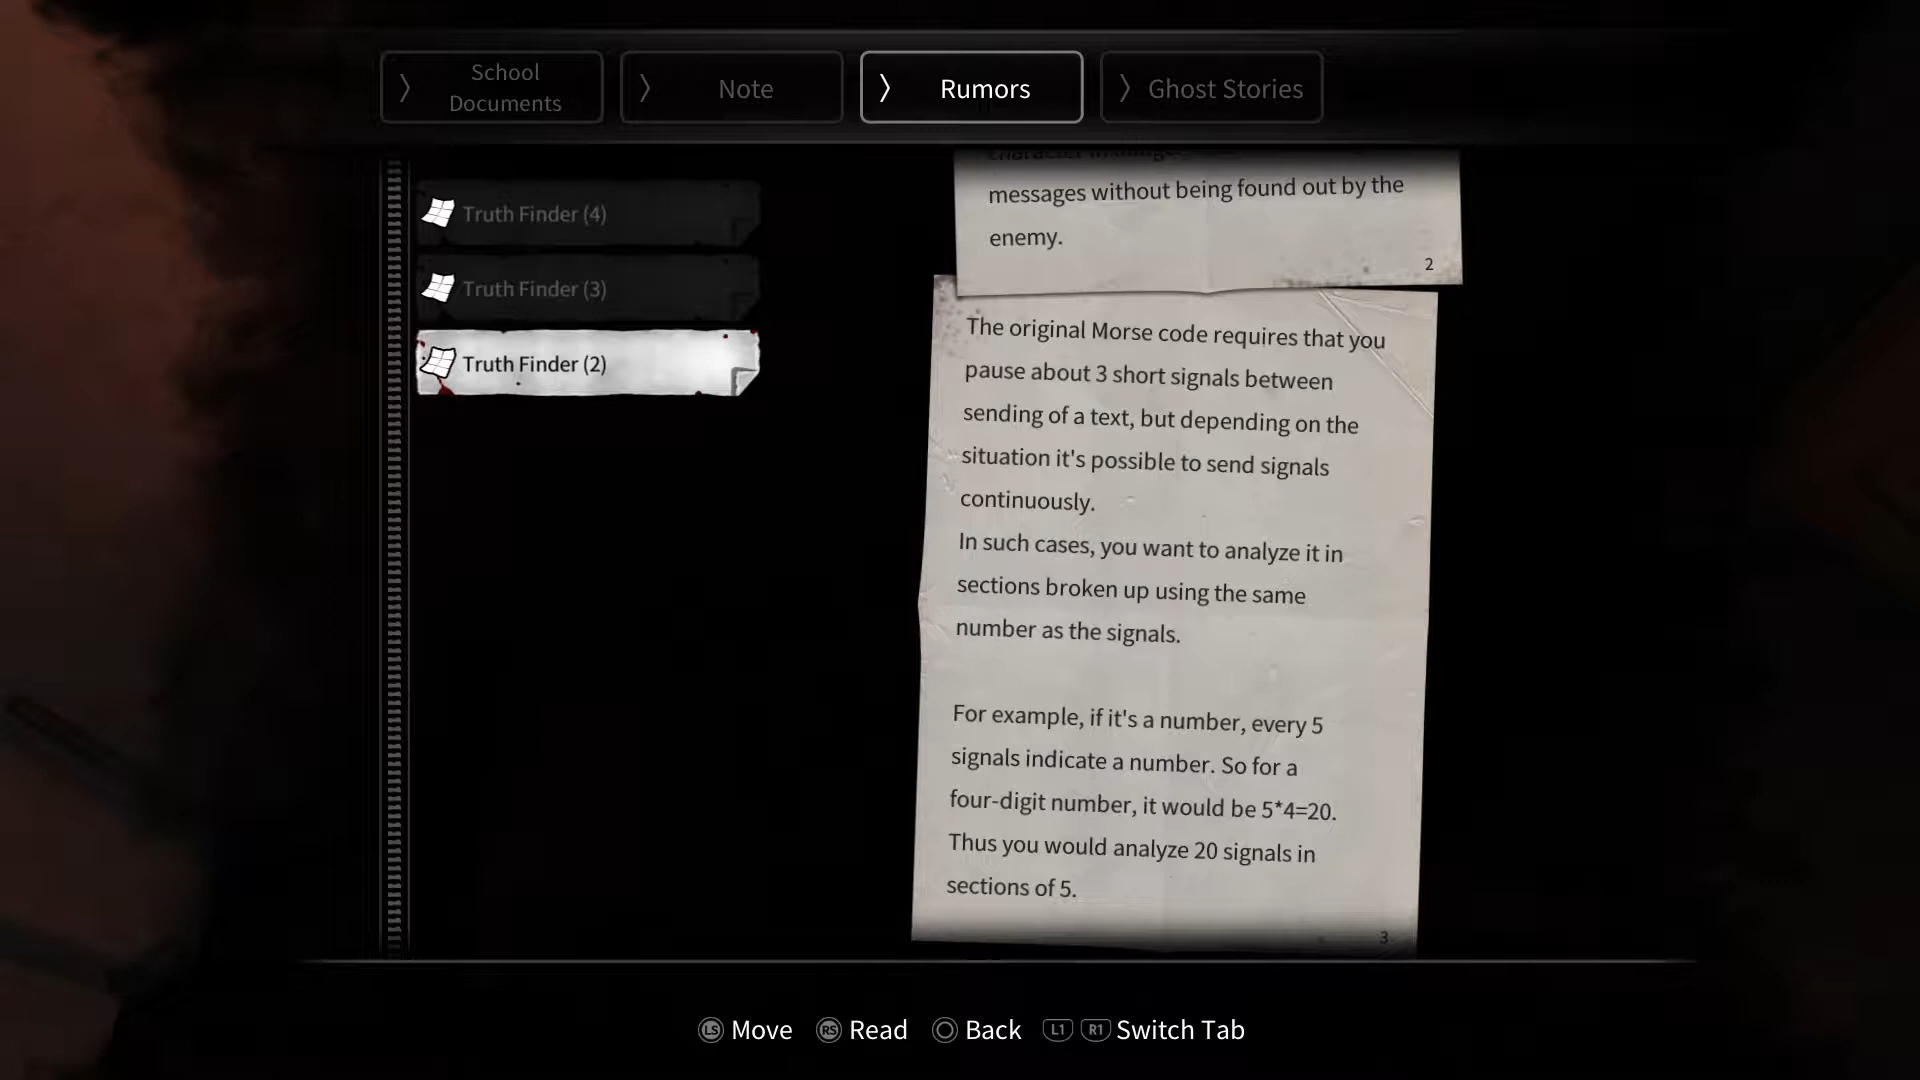 School
Documents
Note
Rumors
Ghost Stories
Truth Finder (4)
Truth Finder (3)
Truth Finder (2)
messages without being found out by the
enemy.
2
The original Morse code requires that you
pause about 3 short signals between
sending of a text, but depending on the
situation it's possible to send signals
continuously.
In such cases, you want to analyze it in
sections broken up using the same
number as the signals.
For example, if it's a number, every 5
signals indicate a number. So for a
four-digit number, it would be 5*4=20.
Thus you would analyze 20 signals in
sections of 5.
3
LS Move RS Read Back L1 R1 Switch Tab